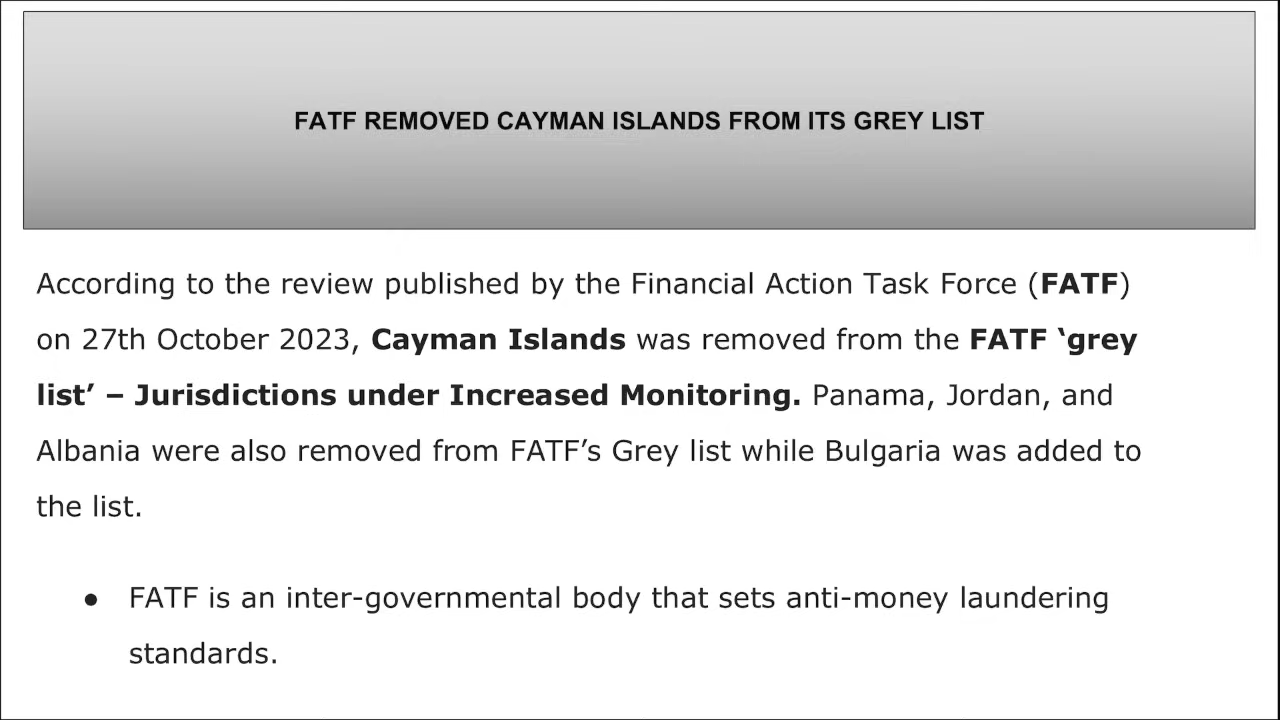 FATF REMOVED CAYMAN ISLANDS FROM ITS GREY LIST
According to the review published by the Financial Action Task Force (FATF)
on 27th October 2023, Cayman Islands was removed from the FATF ‘grey
list’ – Jurisdictions under Increased Monitoring. Panama, Jordan, and
Albania were also removed from FATF’s Grey list while Bulgaria was added to
the list.
● FATF is an inter-governmental body that sets anti-money laundering
standards.